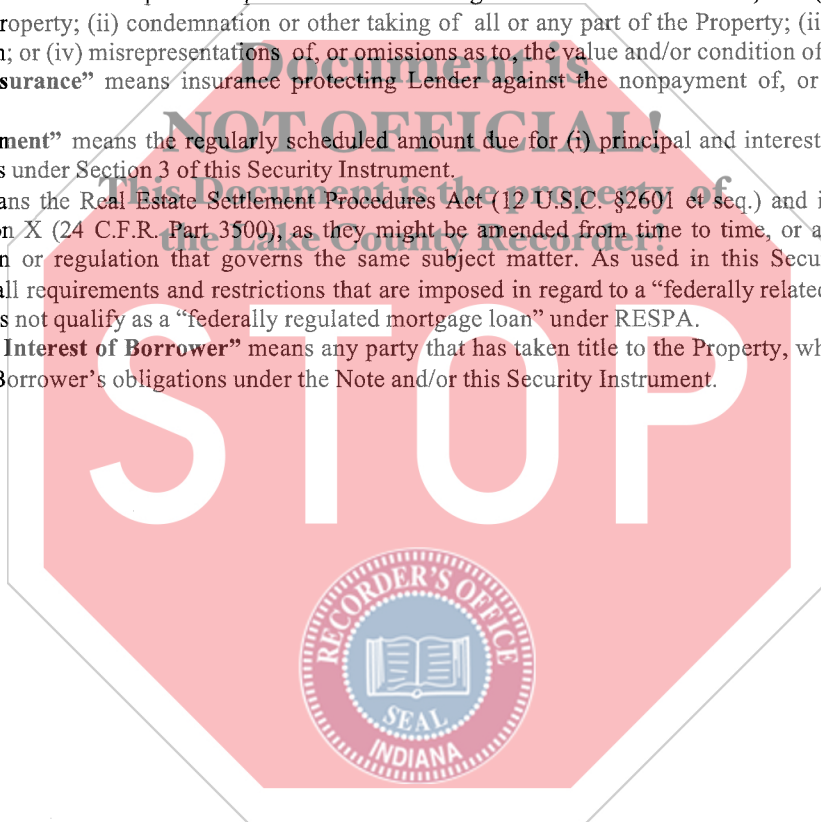 roperty; (ii) condemnation or other taking of all or any part of the Property; (ii
n; or (iv) misrepresentations of, or omissions as to, the value and/or condition of
surance” means insurance protecting Lender against the nonpayment of, or
ment” means the regularly scheduled amount due for (i) principal and interest
s under Section 3 of this Security Instrument.
ans the Real Estate Settlement Procedures Act (12 U.S.C. §2601 et seq.) and i
on X (24 C.F.R. Part 3500), as they might be amended from time to time, or a
n or regulation that governs the same subject matter. As used in this Secu
all requirements and restrictions that are imposed in regard to a “federally related
s not qualify as a “federally regulated mortgage loan” under RESPA.
Interest of Borrower” means any party that has taken title to the Property, wh
Borrower’s obligations under the Note and/or this Security Instrument.
Document is
NOT OFFICIAL!
This Document is the property of
the Lake County Recorder!
STOP
RECORDER'S OFFICE
SEAL
INDIANA